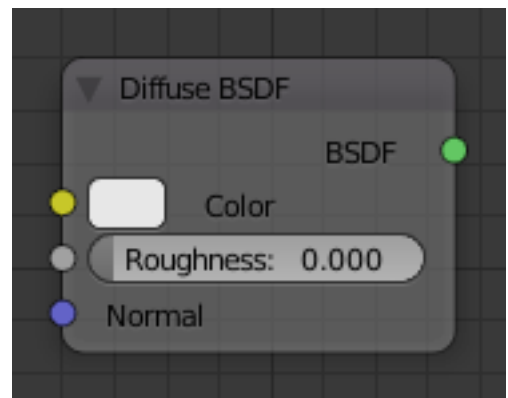 Diffuse BSDF
BSDF
Color
Roughness: 0.000
Normal